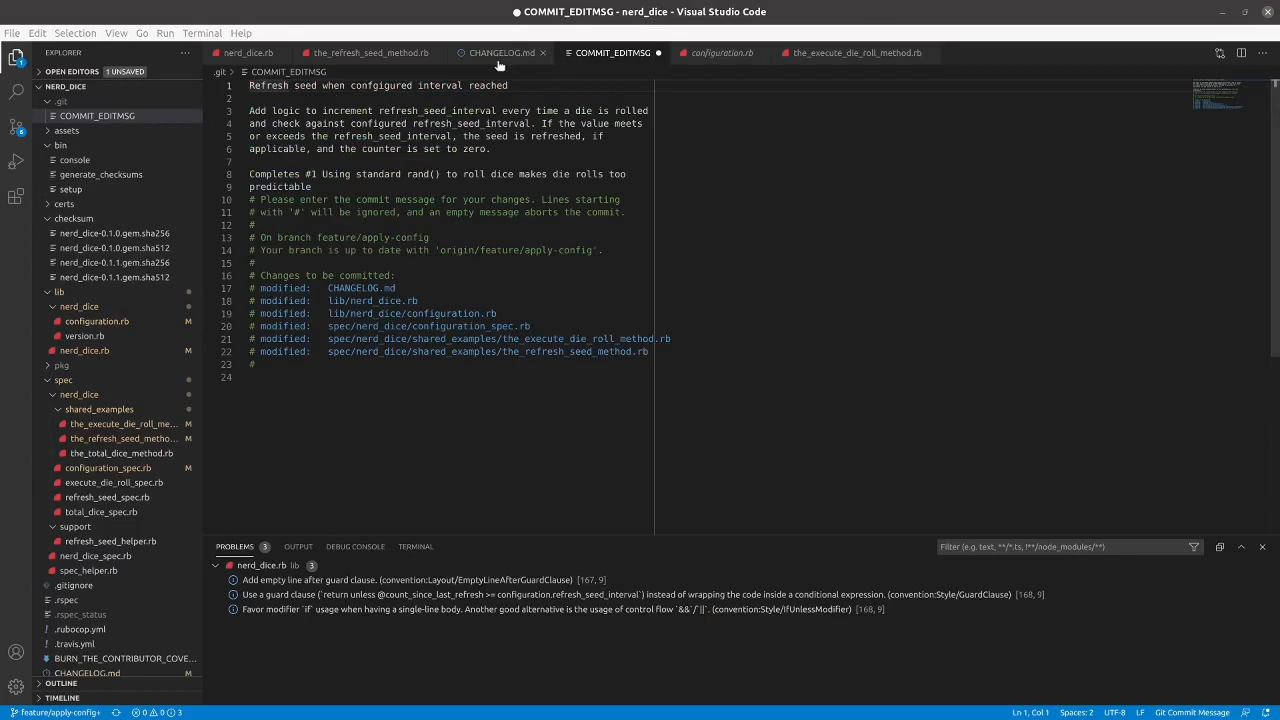 COMMIT_EDITMSG - nerd_dice - Visual Studio Code
File Edit Selection View Go Run Terminal Help
EXPLORER
nerd_dice.rb
the_refresh_seed_method.rb
CHANGELOG.md
COMMIT_EDITMSG
configuration.rb
the_execute_die_roll_method.rb
OPEN EDITORS 1 UNSAVED
NERD_DICE
.git
COMMIT_EDITMSG
assets
bin
console
generate_checksums
setup
certs
checksum
nerd_dice-0.1.0.gem.sha256
nerd_dice-0.1.0.gem.sha512
nerd_dice-0.1.1.gem.sha256
nerd_dice-0.1.1.gem.sha512
lib
nerd_dice
configuration.rb M
version.rb
nerd_dice.rb M
pkg
spec
nerd_dice
shared_examples
the_execute_die_roll_me... M
the_refresh_seed_metho... M
the_total_dice_method.rb
configuration_spec.rb M
execute_die_roll_spec.rb
refresh_seed_spec.rb
total_dice_spec.rb
support
refresh_seed_helper.rb
nerd_dice_spec.rb
spec_helper.rb
.gitignore
.rspec
.rspec_status
.rubocop.yml
.travis.yml
BURN_THE_CONTRIBUTOR_COVE...
CHANGELOG.md
OUTLINE
TIMELINE
6
.git COMMIT_EDITMSG
1 Refresh seed when confgigured interval reached
2
3 Add logic to increment refresh_seed_interval every time a die is rolled
4 and check against configured refresh_seed_interval. If the value meets
5 or exceeds the refresh_seed_interval, the seed is refreshed, if
6 applicable, and the counter is set to zero.
7
8 Completes #1 Using standard rand() to roll dice makes die rolls too
9 predictable
10 # Please enter the commit message for your changes. Lines starting
11 # with '#' will be ignored, and an empty message aborts the commit.
12 #
13 # On branch feature/apply-config
14 # Your branch is up to date with 'origin/feature/apply-config'.
15 #
16 # Changes to be committed:
17 # modified: CHANGELOG.md
18 # modified: lib/nerd_dice.rb
19 # modified: lib/nerd_dice/configuration.rb
20 # modified: spec/nerd_dice/configuration_spec.rb
21 # modified: spec/nerd_dice/shared_examples/the_execute_die_roll_method.rb
22 # modified: spec/nerd_dice/shared_examples/the_refresh_seed_method.rb
23 #
24
PROBLEMS 3 OUTPUT DEBUG CONSOLE TERMINAL
Filter (e.g. text, **/*.ts, !**/node_modules/**)
nerd_dice.rb lib 3
Add empty line after guard clause. (convention:Layout/EmptyLineAfterGuardClause) [167, 9]
Use a guard clause (`return unless @count_since_last_refresh >= configuration.refresh_seed_interval`) instead of wrapping the code inside a conditional expression. (convention:Style/GuardClause) [168, 9]
Favor modifier `if` usage when having a single-line body. Another good alternative is the usage of control flow `&&`/`||`. (convention:Style/IfUnlessModifier) [168, 9]
feature/apply-config+ 0 0 3
Ln 1, Col 1 Spaces: 2 UTF-8 LF Git Commit Message